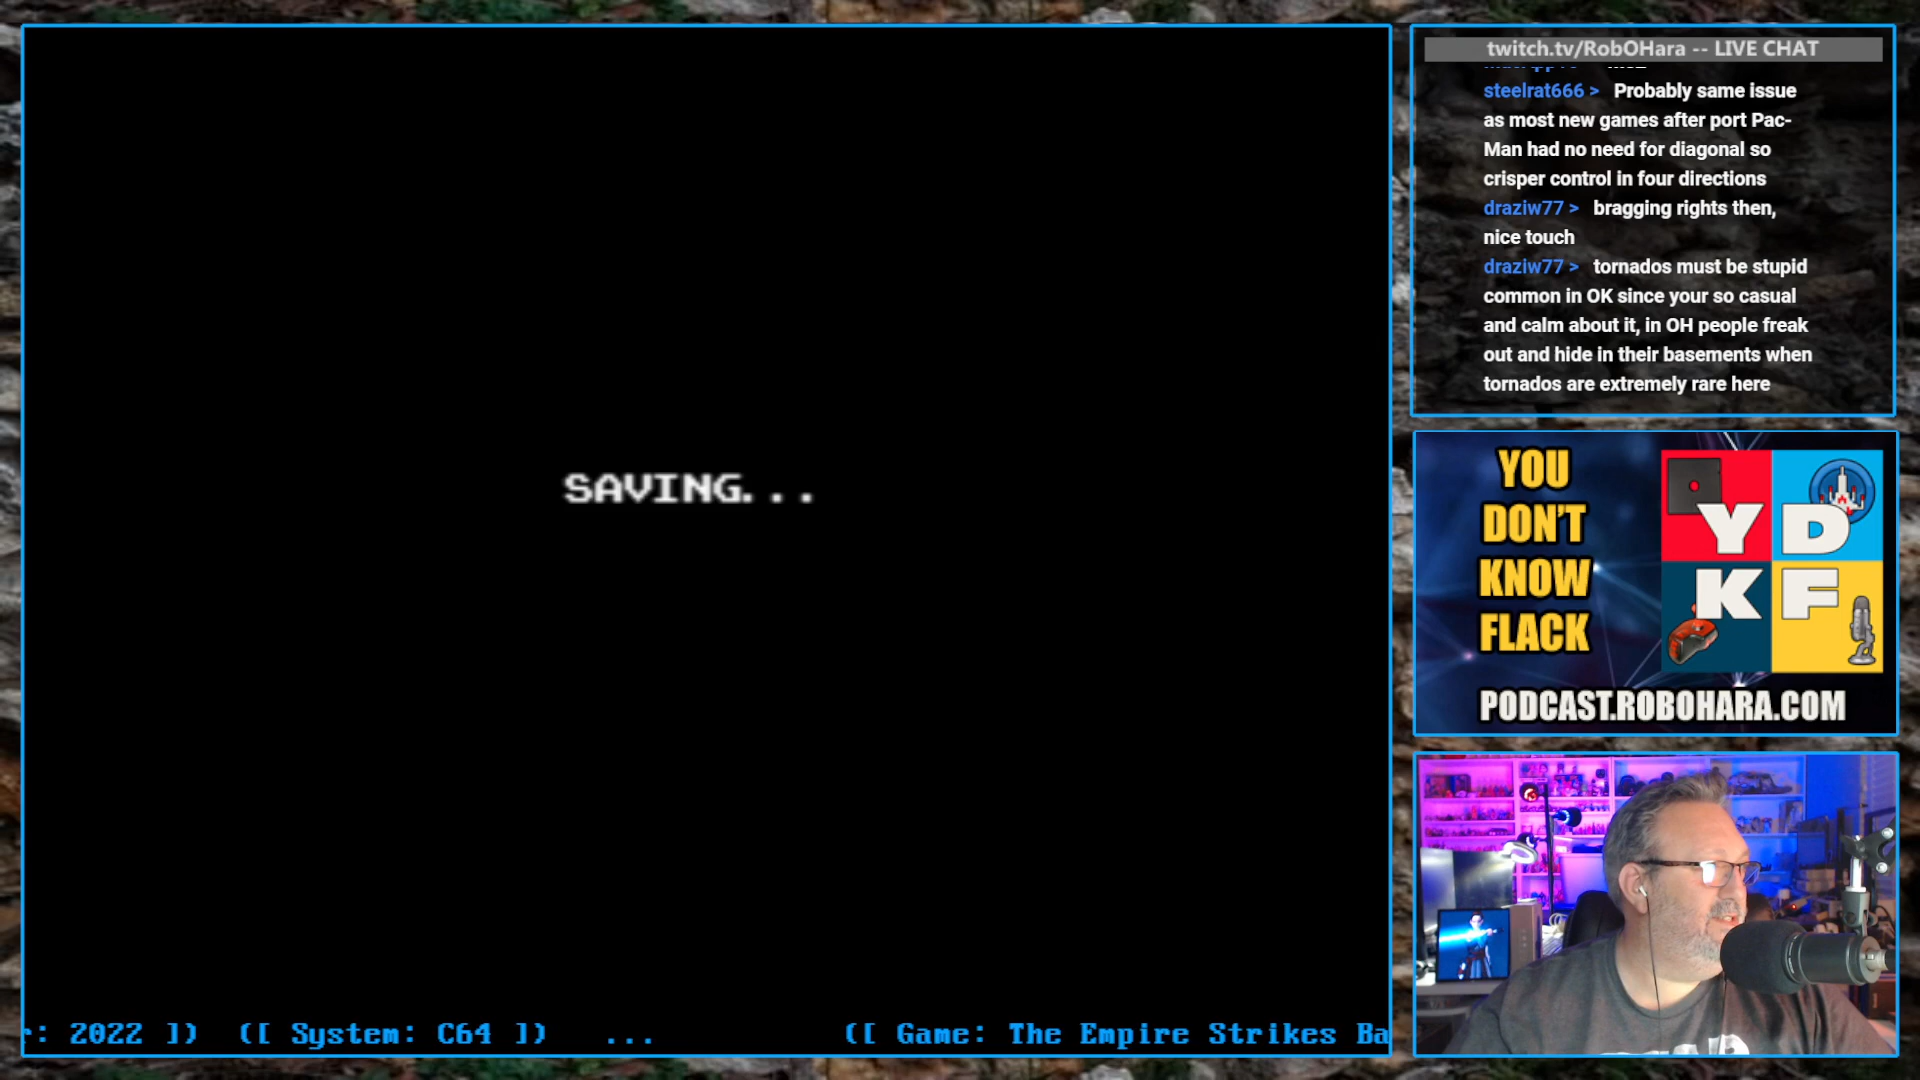 twitch.tv/RobOHara -- LIVE CHAT
steelrat666 > Probably same issue
as most new games after port Pac-
Man had no need for diagonal so
crisper control in four directions
draziw77 > bragging rights then,
nice touch
draziw77 > tornados must be stupid
common in OK since your so casual
and calm about it, in OH people freak
out and hide in their basements when
tornados are extremely rare here
SAVING...
YOU
DON'T
KNOW
FLACK
Y D
K F
PODCAST.ROBOHARA.COM
: 2022 ]) ([ System: C64 ]) ... ([ Game: The Empire Strikes Ba